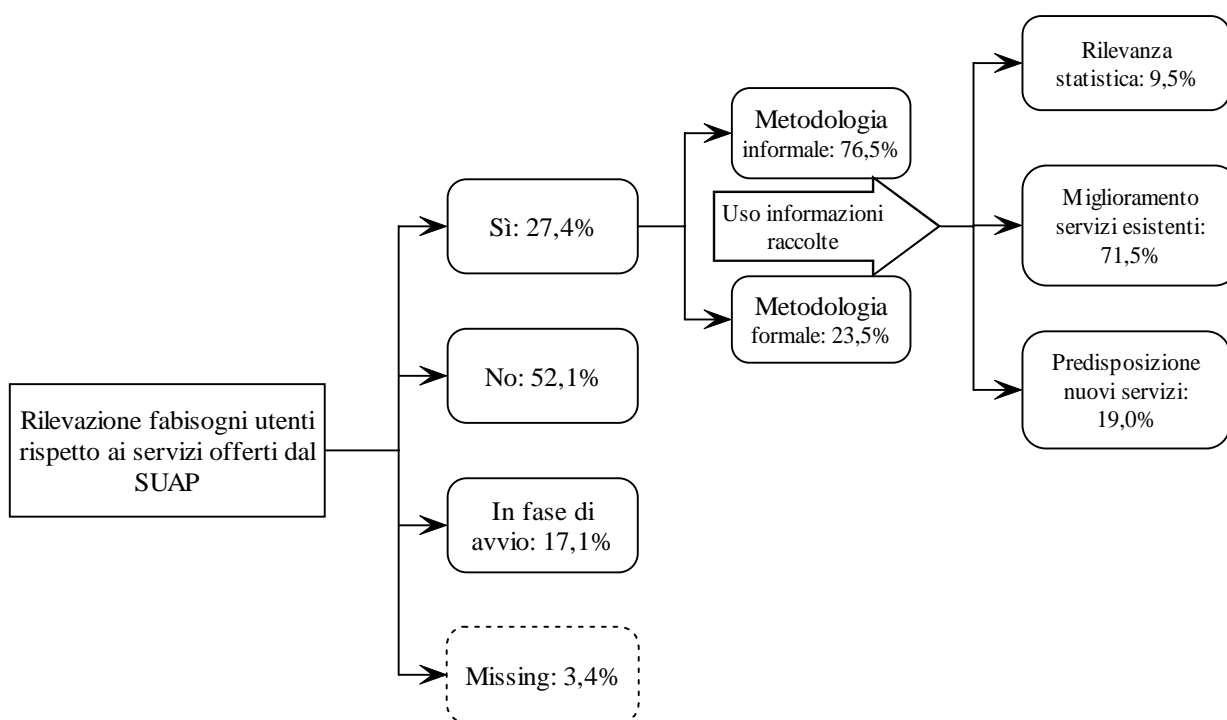 Rilevazione fabisogni utenti
rispetto ai servizi offerti dal
SUAP
Sì: 27,4%
No: 52,1%
In fase di
avvio: 17,1%
Missing: 3,4%
Metodologia
informale: 76,5%
Uso informazioni
raccolte
Metodologia
formale: 23,5%
Rilevanza
statistica: 9,5%
Miglioramento
servizi esistenti:
71,5%
Predisposizione
nuovi servizi:
19,0%